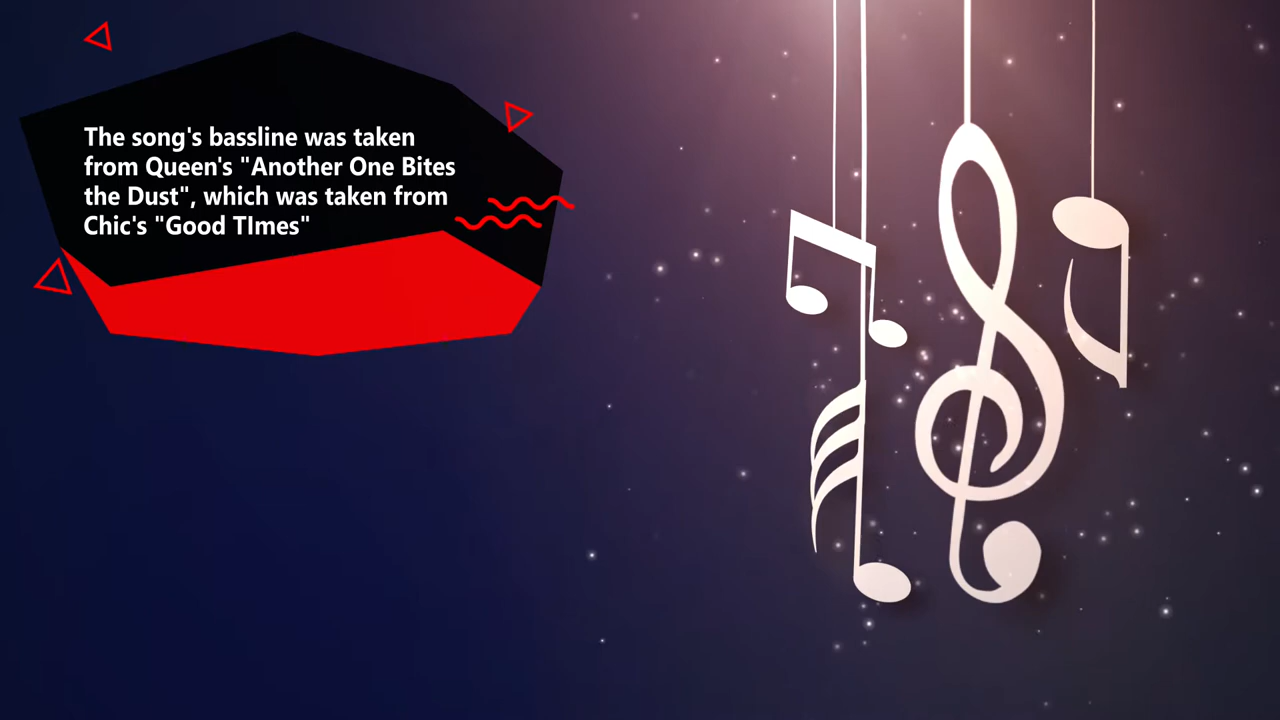 The song's bassline was taken
from Queen's "Another One Bites
the Dust", which was taken from
Chic's "Good TImes"